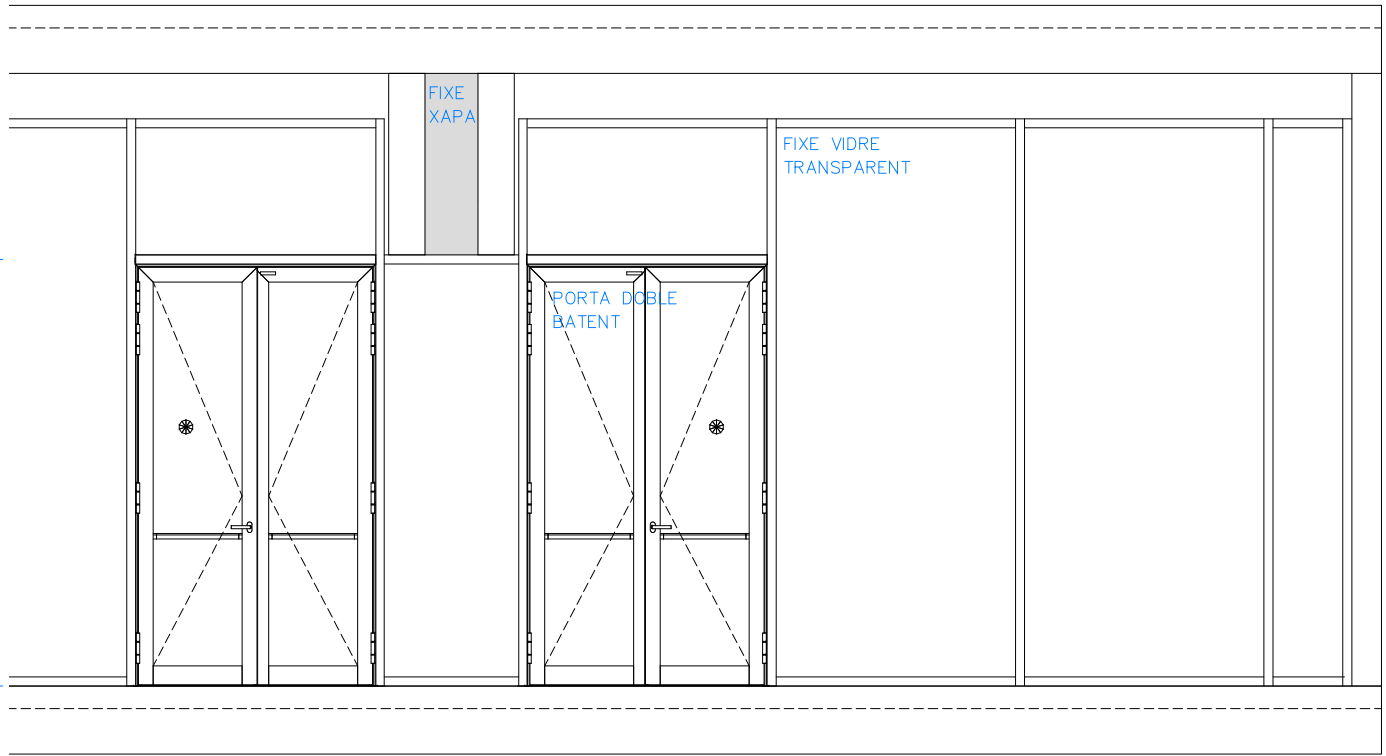 FIXE
XAPA
FIXE VIDRE
TRANSPARENT
PORTA DOBLE
BATENT